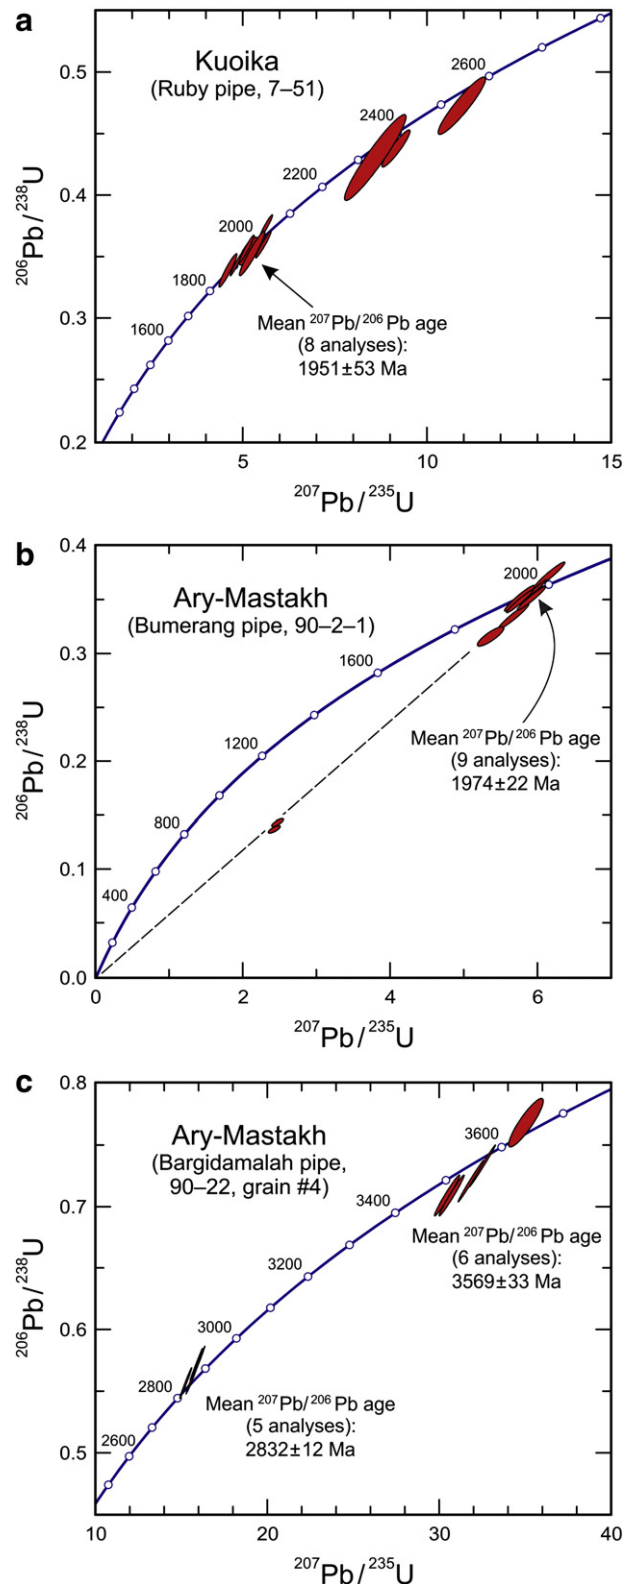 a
Kuoika
(Ruby pipe, 7–51)
2600
2400
2200
2000
1800
1600
Mean ²⁰⁷Pb/²⁰⁶Pb age
(8 analyses):
1951±53 Ma
0.5
0.4
0.3
0.2
²⁰⁶Pb/²³⁸U
5 10 15
²⁰⁷Pb/²³⁵U
b
Ary-Mastakh
(Bumerang pipe, 90–2–1)
2000
1600
1200
800
400
Mean ²⁰⁷Pb/²⁰⁶Pb age
(9 analyses):
1974±22 Ma
0.4
0.3
0.2
0.1
0.0
²⁰⁶Pb/²³⁸U
0 2 4 6
²⁰⁷Pb/²³⁵U
c
Ary-Mastakh
(Bargidamalah pipe,
90–22, grain #4)
3600
3400
3200
3000
2800
2600
Mean ²⁰⁷Pb/²⁰⁶Pb age
(6 analyses):
3569±33 Ma
Mean ²⁰⁷Pb/²⁰⁶Pb age
(5 analyses):
2832±12 Ma
0.8
0.7
0.6
0.5
²⁰⁶Pb/²³⁸U
10 20 30 40
²⁰⁷Pb/²³⁵U